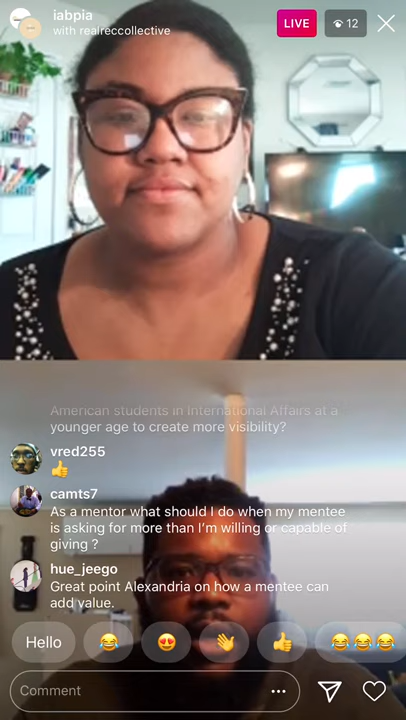 iabpia
with realreccollective
LIVE
12
American students in International Affairs at a
younger age to create more visibility?
vred255
👍
camts7
As a mentor what should I do when my mentee
is asking for more than I'm willing or capable of
giving ?
hue_jeego
Great point Alexandria on how a mentee can
add value.
Hello 😂 😍 👋 👍 😂😂😂
Comment